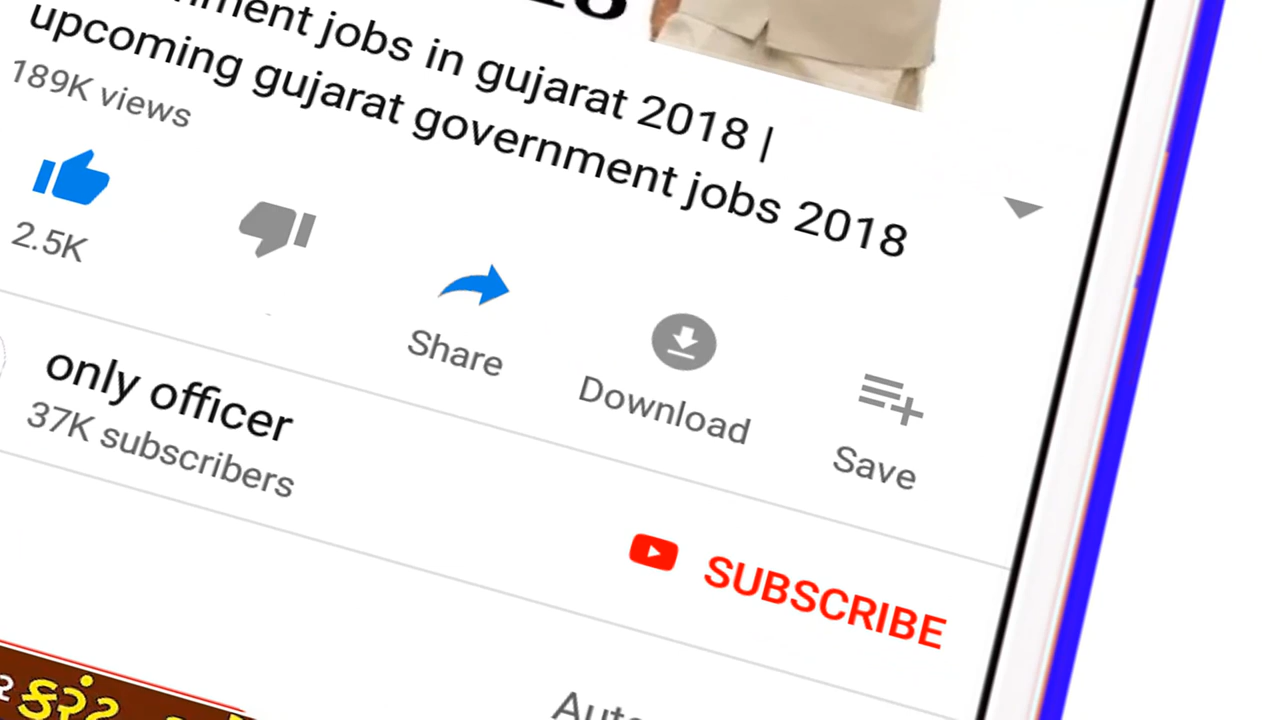 jobs in gujarat 2018 |
upcoming gujarat government jobs 2018
189K views
2.5K
Share
Download
Save
only officer
37K subscribers
SUBSCRIBE